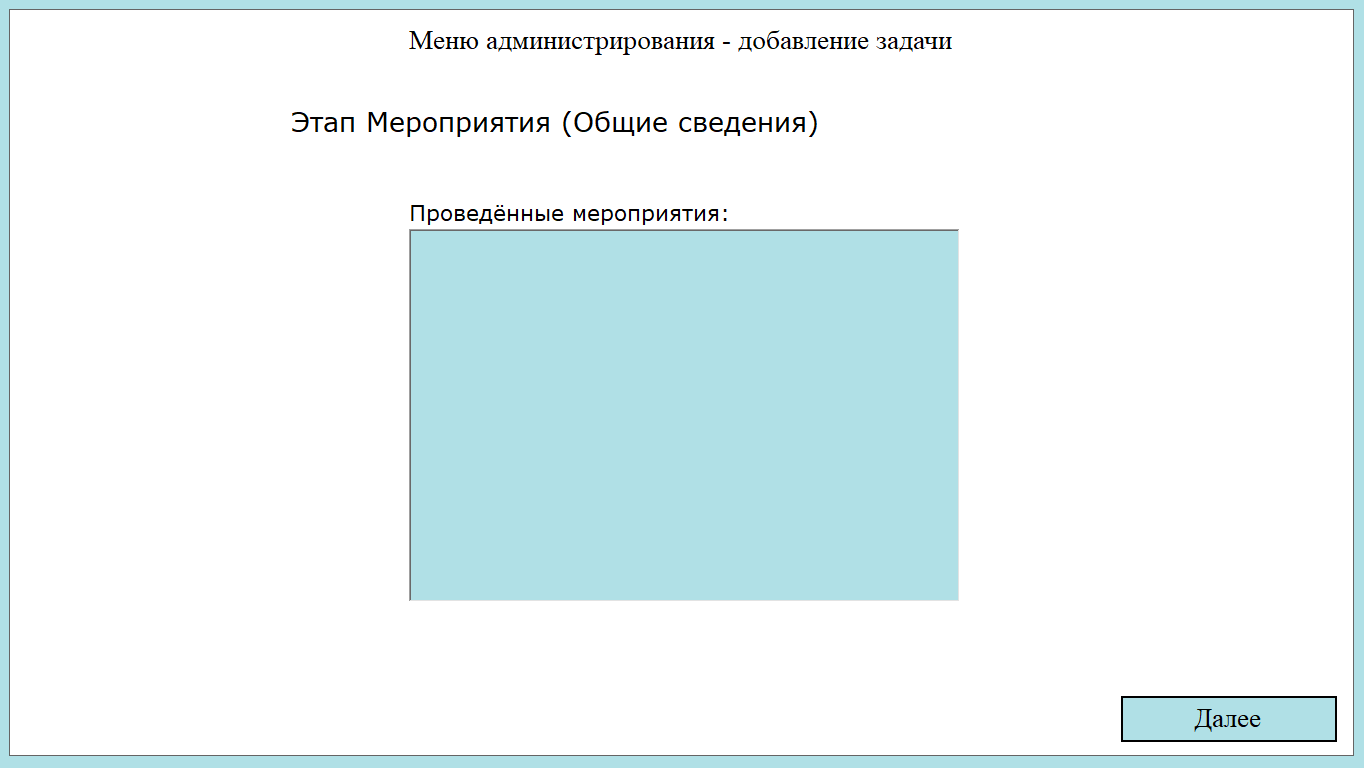 Меню администрирования - добавление задачи
Этап Мероприятия (Общие сведения)
Проведённые мероприятия:
Далее